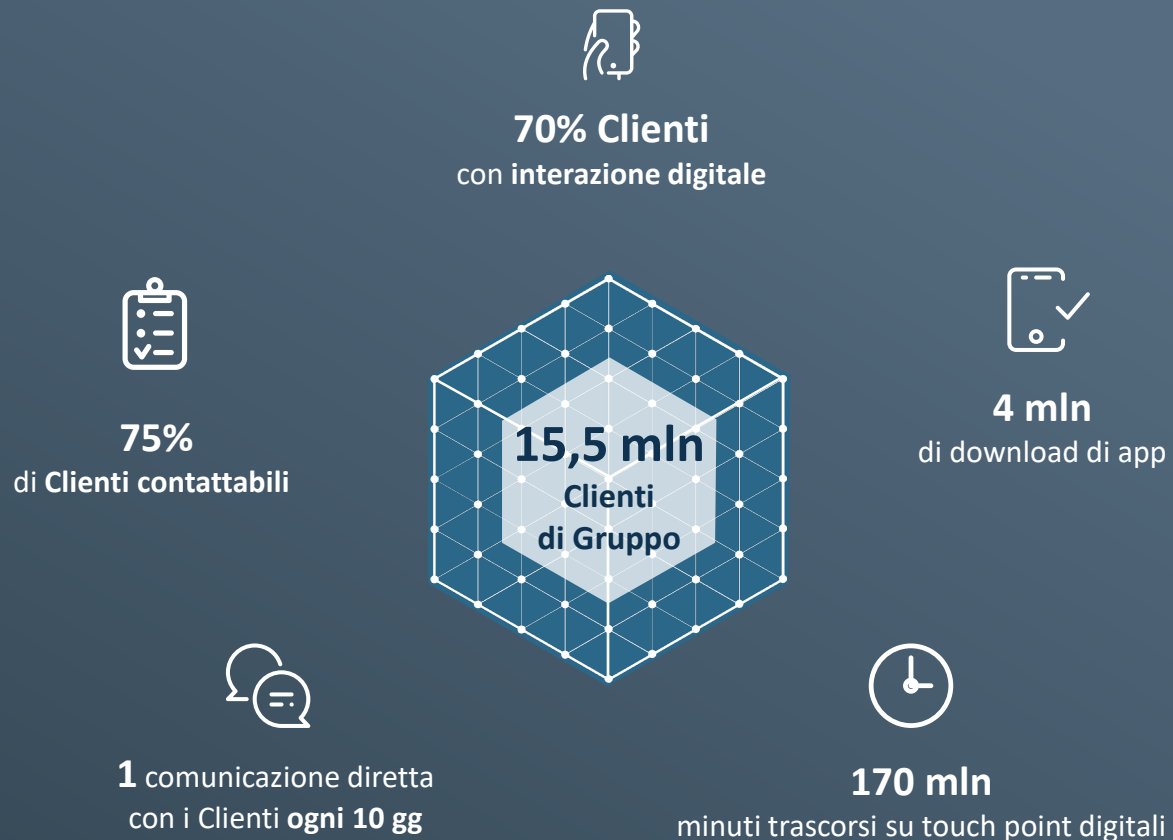 70% Clienti
con interazione digitale
75%
di Clienti contattabili
15,5 mln
Clienti
di Gruppo
4 mln
di download di app
1 comunicazione diretta
con i Clienti ogni 10 gg
170 mln
minuti trascorsi su touch point digitali